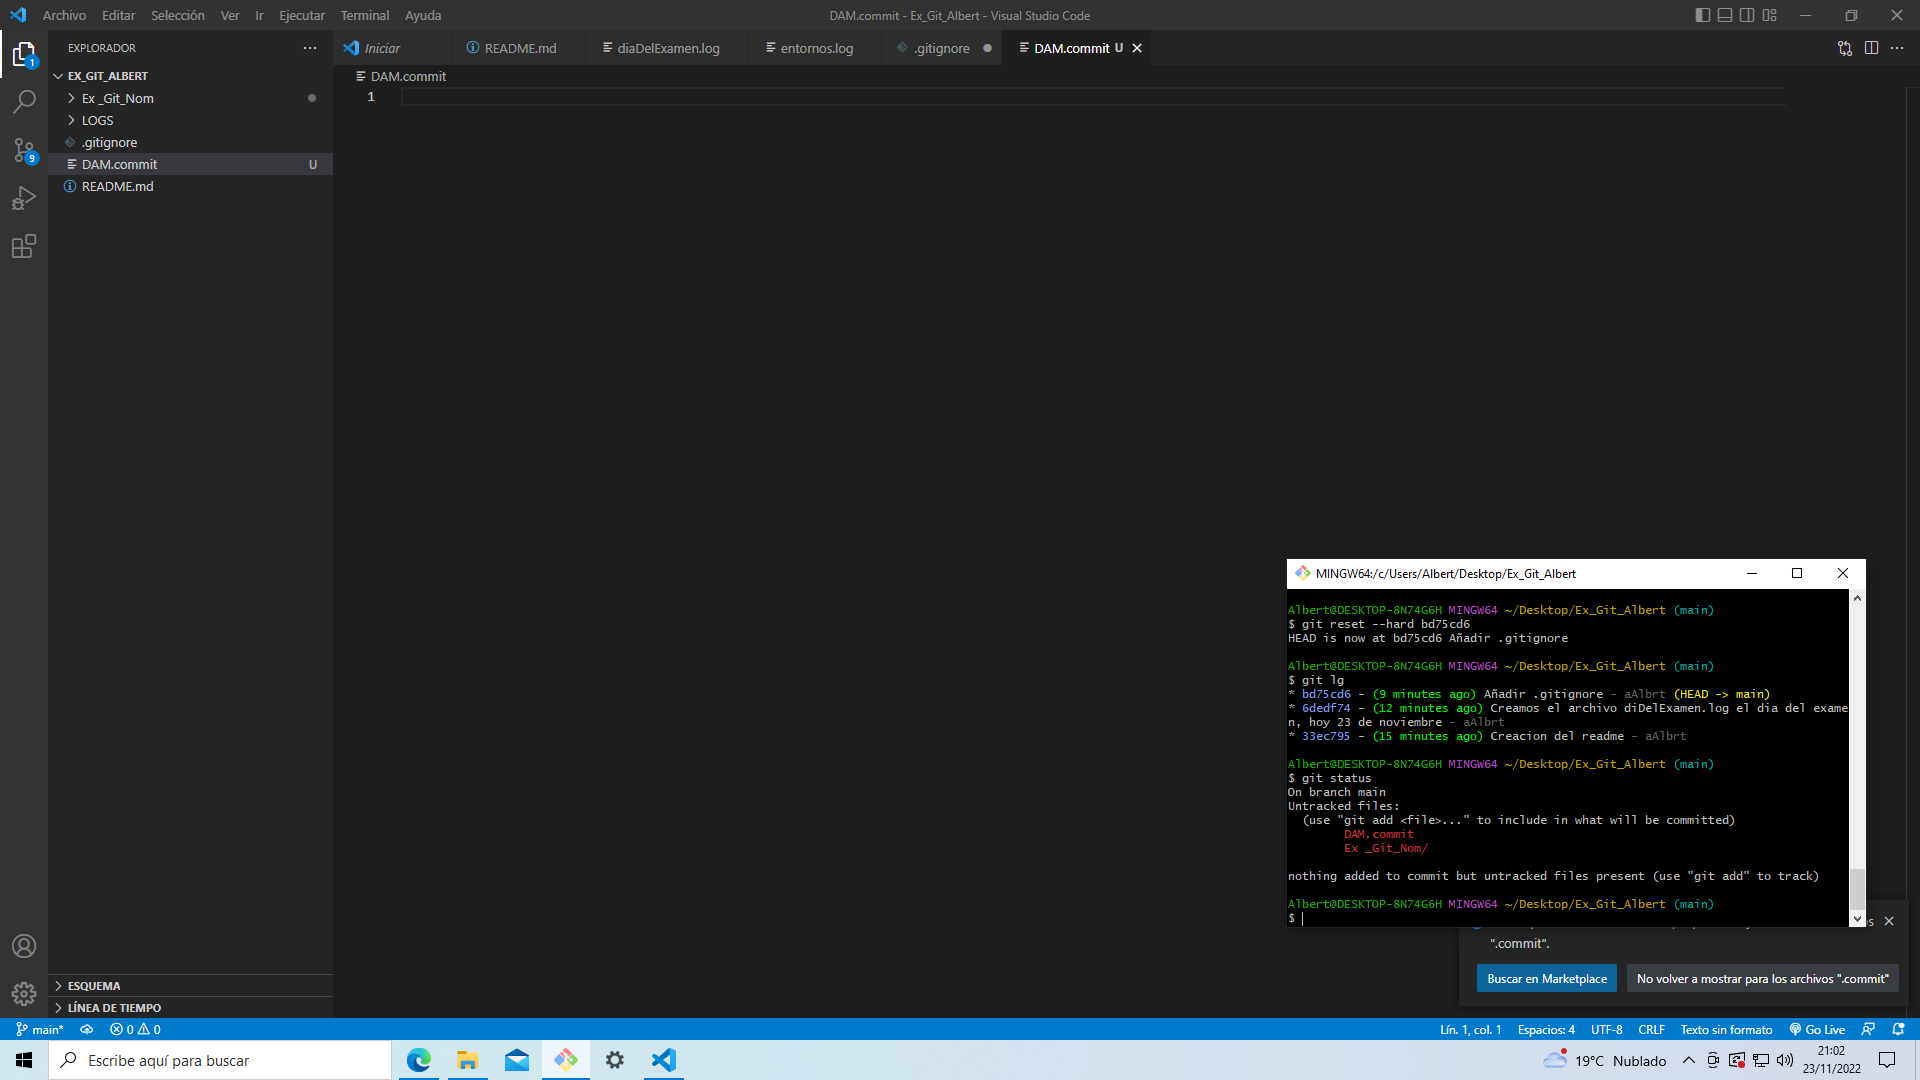 Archivo Editar Selección Ver Ir Ejecutar Terminal Ayuda
DAM.commit - Ex_Git_Albert - Visual Studio Code
EXPLORADOR
Iniciar README.md diaDelExamen.log entornos.log .gitignore DAM.commit U
1
EX_GIT_ALBERT
DAM.commit
Ex _Git_Nom
1
LOGS
.gitignore
DAM.commit U
9
README.md
MINGW64:/c/Users/Albert/Desktop/Ex_Git_Albert
Albert@DESKTOP-8N74G6H MINGW64 ~/Desktop/Ex_Git_Albert (main)
$ git reset --hard bd75cd6
HEAD is now at bd75cd6 Añadir .gitignore
Albert@DESKTOP-8N74G6H MINGW64 ~/Desktop/Ex_Git_Albert (main)
$ git lg
* bd75cd6 - (9 minutes ago) Añadir .gitignore - aAlbrt (HEAD -> main)
* 6dedf74 - (12 minutes ago) Creamos el archivo diDelExamen.log el dia del exame
n, hoy 23 de noviembre - aAlbrt
* 33ec795 - (15 minutes ago) Creacion del readme - aAlbrt
Albert@DESKTOP-8N74G6H MINGW64 ~/Desktop/Ex_Git_Albert (main)
$ git status
On branch main
Untracked files:
(use "git add <file>..." to include in what will be committed)
DAM.commit
Ex _Git_Nom/
nothing added to commit but untracked files present (use "git add" to track)
Albert@DESKTOP-8N74G6H MINGW64 ~/Desktop/Ex_Git_Albert (main)
$
".commit".
Buscar en Marketplace No volver a mostrar para los archivos ".commit"
ESQUEMA
LÍNEA DE TIEMPO
main* 0 0 Lín. 1, col. 1 Espacios: 4 UTF-8 CRLF Texto sin formato Go Live
Escribe aquí para buscar
19°C Nublado
21:02
23/11/2022